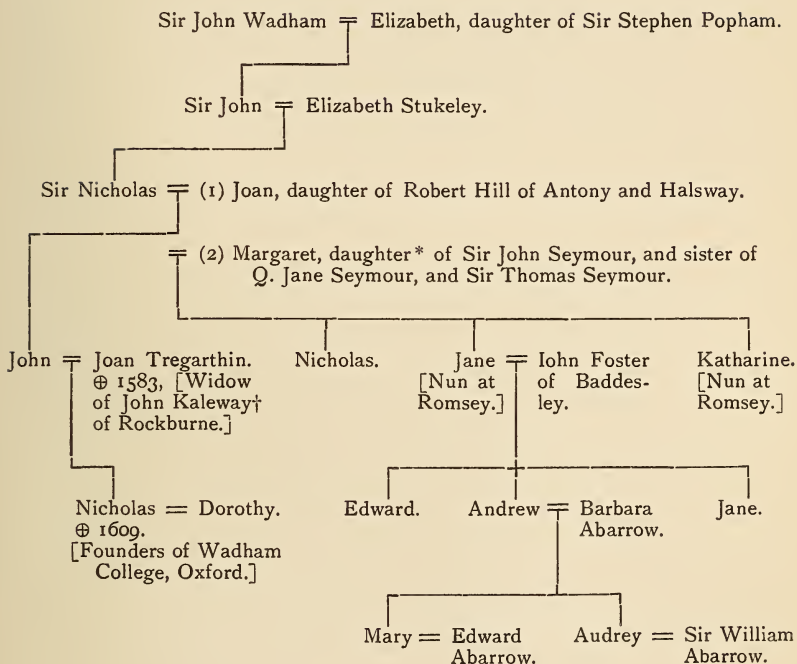 Sir John Wadham = Elizabeth, daughter of Sir Stephen Popham.
Sir John = Elizabeth Stukeley.
Sir Nicholas = (1) Joan, daughter of Robert Hill of Antony and Halsway.
= (2) Margaret, daughter* of Sir John Seymour, and sister of
Q. Jane Seymour, and Sir Thomas Seymour.
John = Joan Tregarthin.
⊕ 1583, [Widow
of John Kaleway†
of Rockburne.]
Nicholas.
Jane
[Nun at
Romsey.]
= Iohn Foster
of Baddes-
ley.
Katharine.
[Nun at
Romsey.]
Nicholas = Dorothy.
⊕ 1609.
[Founders of Wadham
College, Oxford.]
Edward.
Andrew = Barbara
Abarrow.
Jane.
Mary = Edward
Abarrow.
Audrey = Sir William
Abarrow.